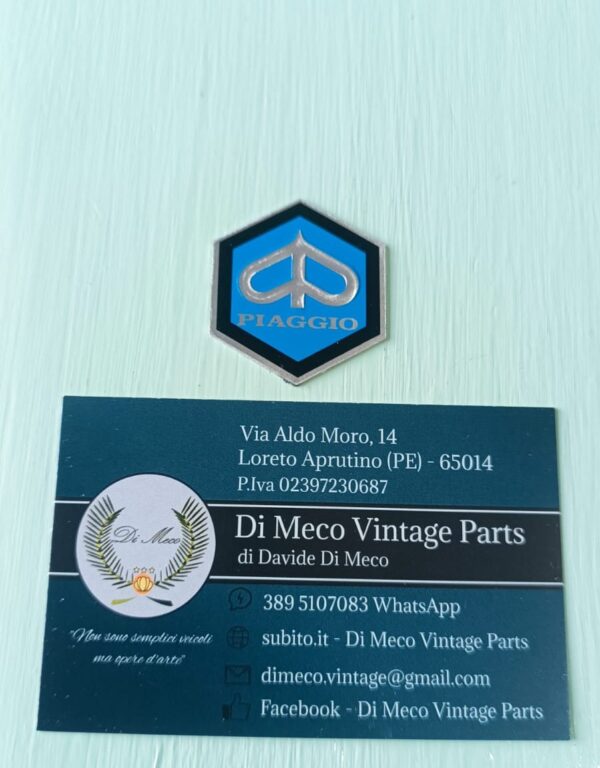 PIAGGIO
Via Aldo Moro, 14
Loreto Aprutino (PE) - 65014
P.Iva 02397230687
Di Meco
Di Meco Vintage Parts
di Davide Di Meco
389 5107083 WhatsApp
subito.it - Di Meco Vintage Parts
dimeco.vintage@gmail.com
Facebook - Di Meco Vintage Parts
"Non sono semplici veicoli
ma opere d'arte"